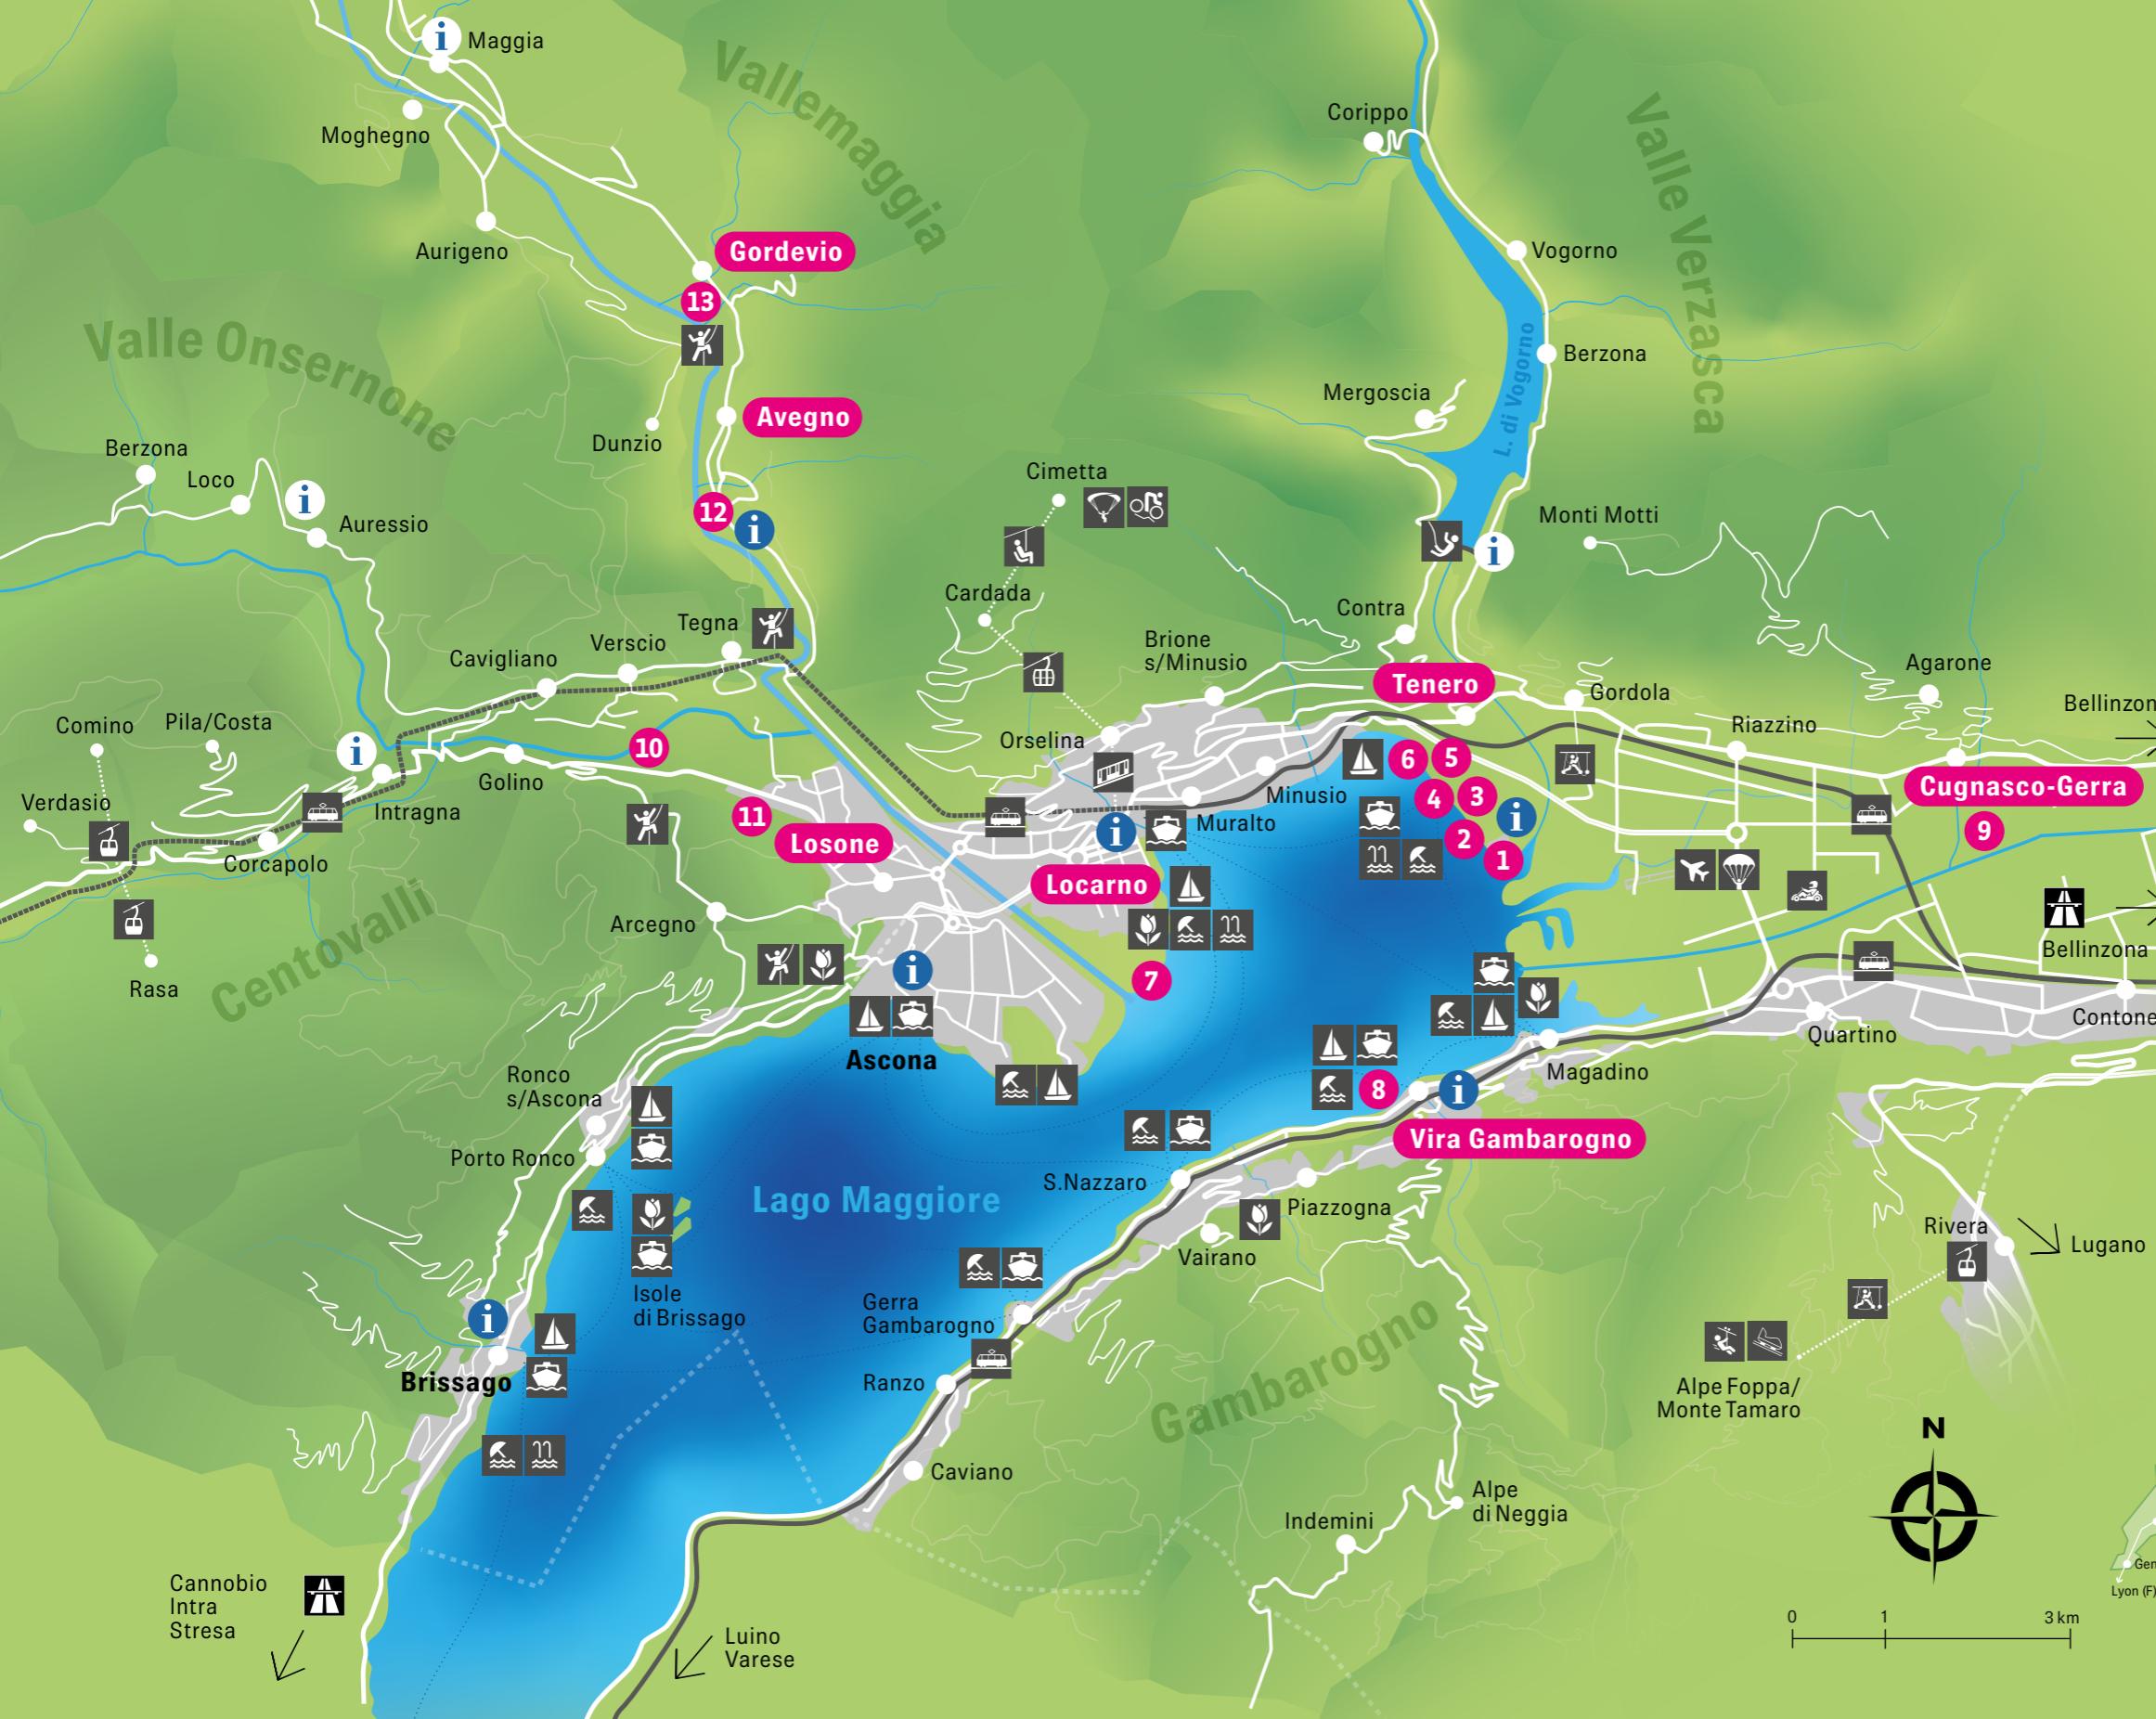 i
Maggia
Moghegno
Aurigeno
Vallemaggia
Corippo
Valle Verzasca
Gordevio
13
Vogorno
Valle Onsernone
L. di Vogorno
Berzona
Avegno
Mergoscia
Dunzio
Berzona
Loco
i
Auressio
Cimetta
12
i
Monti Motti
i
Cardada
Contra
Tegna
Verscio
Cavigliano
Brione
s/Minusio
Tenero
Gordola
Agarone
Bellinzon
Riazzino
Comino
Pila/Costa
i
10
Golino
Orselina
6
5
Minusio
4
3
i
2
1
Cugnasco-Gerra
9
Verdasio
Intragna
11
Losone
i
Muralto
Corcapolo
Locarno
Arcegno
Centovalli
Rasa
i
7
Bellinzona
Ascona
Quartino
Contone
Magadino
Ronco
s/Ascona
8
i
Vira Gambarogno
Porto Ronco
Lago Maggiore
S.Nazzaro
Piazzogna
Vairano
Rivera
Lugano
Isole
di Brissago
Gerra
Gambarogno
i
Brissago
Ranzo
Gambarogno
Alpe Foppa/
Monte Tamaro
N
Caviano
Alpe
di Neggia
Indemini
Cannobio
Intra
Stresa
Luino
Varese
Gen
Lyon (F)
0 1 3 km